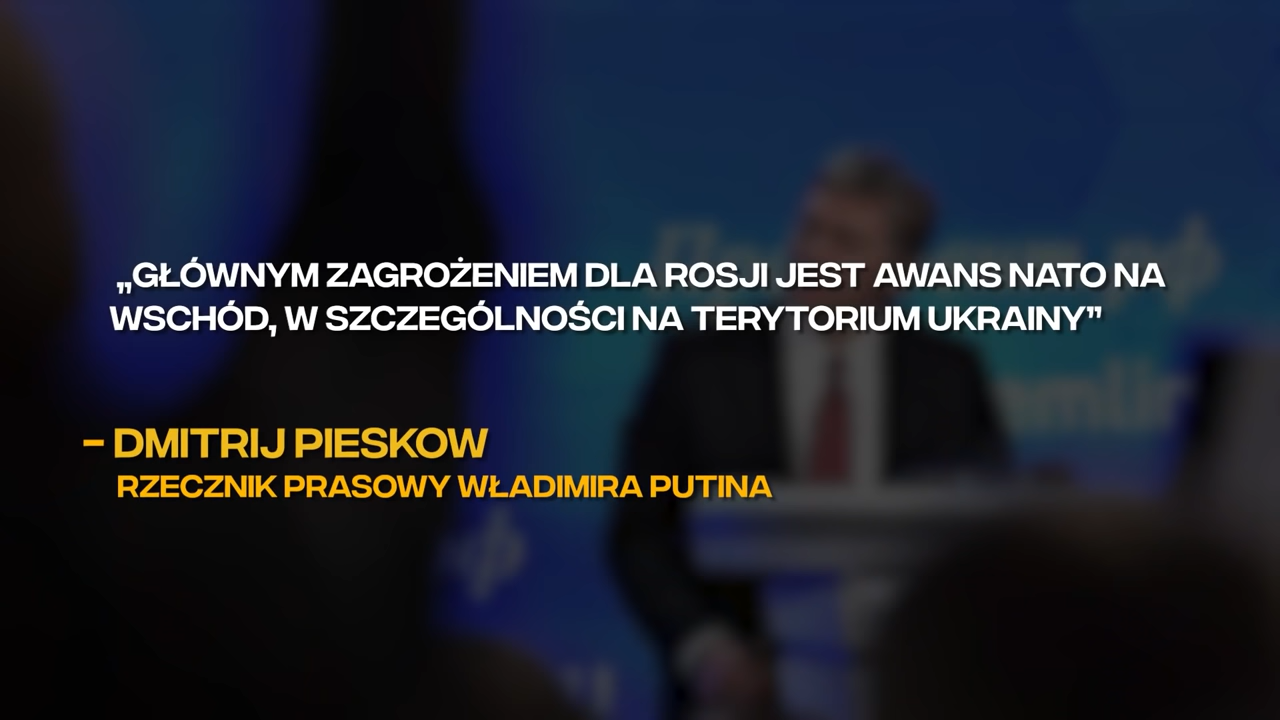 „GŁÓWNYM ZAGROŻENIEM DLA ROSJI JEST AWANS NATO NA
WSCHÓD, W SZCZEGÓLNOŚCI NA TERYTORIUM UKRAINY”
– DMITRIJ PIESKOW
RZECZNIK PRASOWY WŁADIMIRA PUTINA